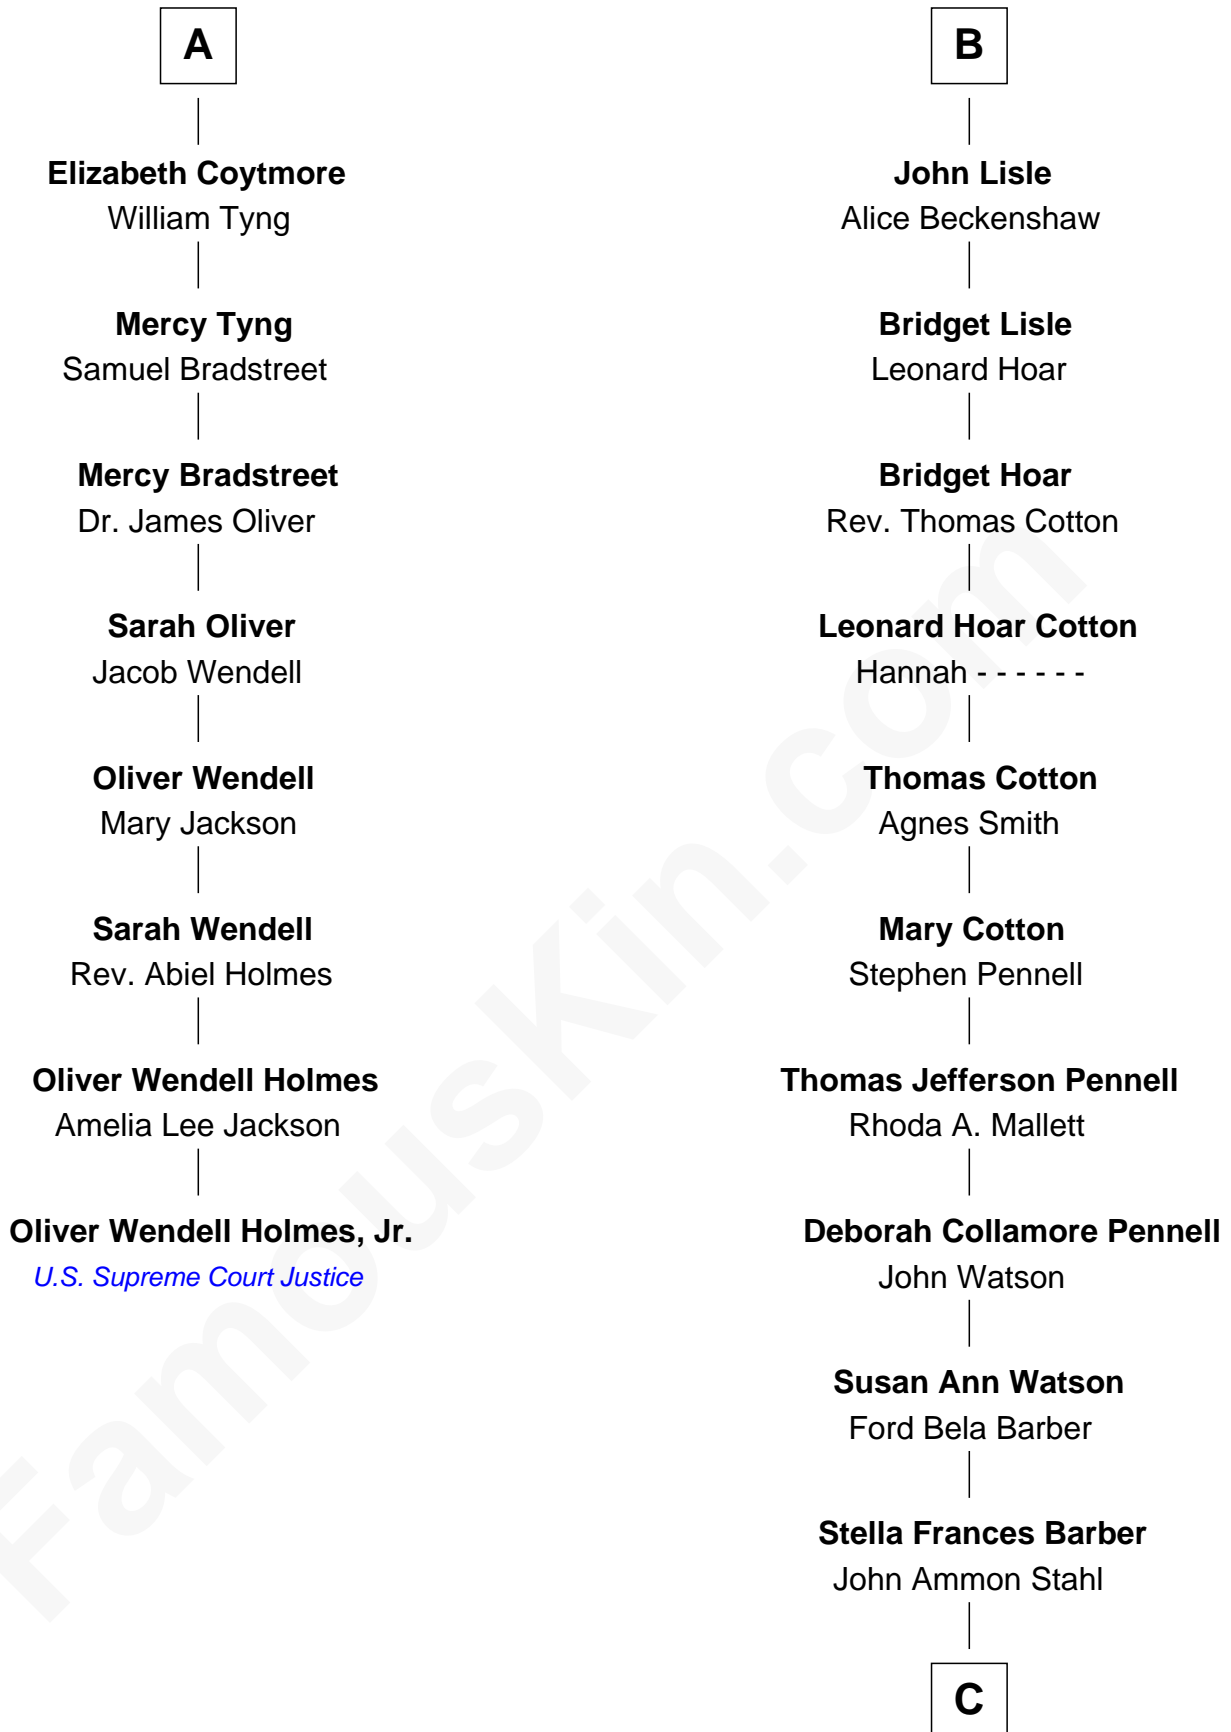 A
Elizabeth Coytmore
William Tyng
Mercy Tyng
Samuel Bradstreet
Mercy Bradstreet
Dr. James Oliver
Sarah Oliver
Jacob Wendell
Oliver Wendell
Mary Jackson
Sarah Wendell
Rev. Abiel Holmes
Oliver Wendell Holmes
Amelia Lee Jackson
Oliver Wendell Holmes, Jr.
U.S. Supreme Court Justice
B
John Lisle
Alice Beckenshaw
Bridget Lisle
Leonard Hoar
Bridget Hoar
Rev. Thomas Cotton
Leonard Hoar Cotton
Hannah - - - - - -
Thomas Cotton
Agnes Smith
Mary Cotton
Stephen Pennell
Thomas Jefferson Pennell
Rhoda A. Mallett
Deborah Collamore Pennell
John Watson
Susan Ann Watson
Ford Bela Barber
Stella Frances Barber
John Ammon Stahl
C
FamousKin.com